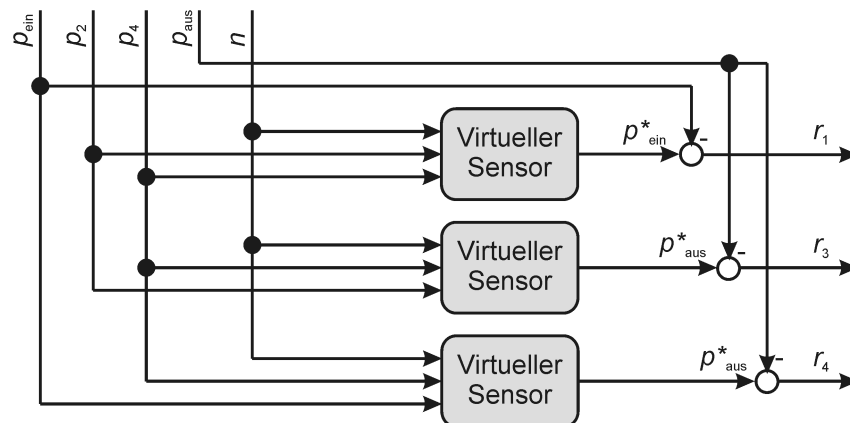 p_ein
p_2
p_4
p_aus
n
Virtueller
Sensor
p*_ein
-
r_1
Virtueller
Sensor
p*_aus
-
r_3
Virtueller
Sensor
p*_aus
-
r_4